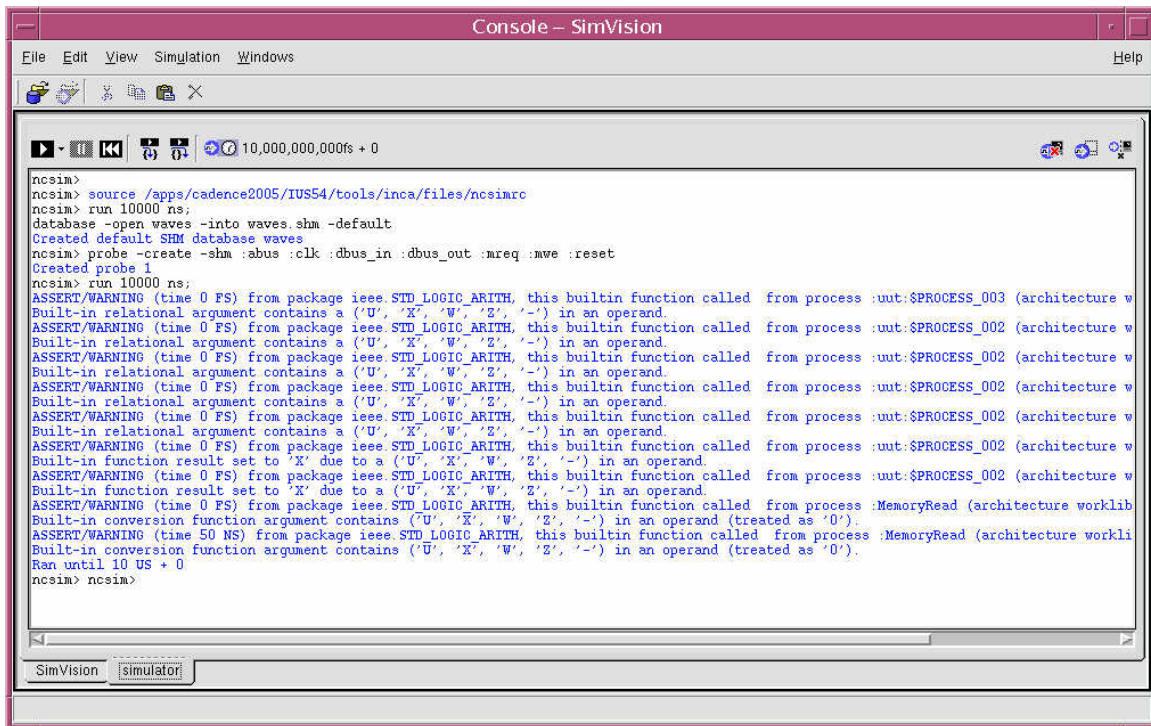 Console – SimVision
File Edit View Simulation Windows Help
10,000,000,000fs + 0
ncsim>
ncsim> source /apps/cadence2005/IUS54/tools/inca/files/ncsimrc
ncsim> run 10000 ns;
database -open waves -into waves.shm -default
Created default SHM database waves
ncsim> probe -create -shm :abus :clk :dbus_in :dbus_out :mreq :mwe :reset
Created probe 1
ncsim> run 10000 ns;
ASSERT/WARNING (time 0 FS) from package ieee.STD_LOGIC_ARITH, this builtin function called  from process :uut:$PROCESS_003 (architecture w
Built-in relational argument contains a ('U', 'X', 'W', 'Z', '-') in an operand.
ASSERT/WARNING (time 0 FS) from package ieee.STD_LOGIC_ARITH, this builtin function called  from process :uut:$PROCESS_002 (architecture w
Built-in relational argument contains a ('U', 'X', 'W', 'Z', '-') in an operand.
ASSERT/WARNING (time 0 FS) from package ieee.STD_LOGIC_ARITH, this builtin function called  from process :uut:$PROCESS_002 (architecture w
Built-in relational argument contains a ('U', 'X', 'W', 'Z', '-') in an operand.
ASSERT/WARNING (time 0 FS) from package ieee.STD_LOGIC_ARITH, this builtin function called  from process :uut:$PROCESS_002 (architecture w
Built-in relational argument contains a ('U', 'X', 'W', 'Z', '-') in an operand.
ASSERT/WARNING (time 0 FS) from package ieee.STD_LOGIC_ARITH, this builtin function called  from process :uut:$PROCESS_002 (architecture w
Built-in relational argument contains a ('U', 'X', 'W', 'Z', '-') in an operand.
ASSERT/WARNING (time 0 FS) from package ieee.STD_LOGIC_ARITH, this builtin function called  from process :uut:$PROCESS_002 (architecture w
Built-in function result set to 'X' due to a ('U', 'X', 'W', 'Z', '-') in an operand.
ASSERT/WARNING (time 0 FS) from package ieee.STD_LOGIC_ARITH, this builtin function called  from process :uut:$PROCESS_002 (architecture w
Built-in function result set to 'X' due to a ('U', 'X', 'W', 'Z', '-') in an operand.
ASSERT/WARNING (time 0 FS) from package ieee.STD_LOGIC_ARITH, this builtin function called  from process :MemoryRead (architecture worklib
Built-in conversion function argument contains ('U', 'X', 'W', 'Z', '-') in an operand (treated as '0').
ASSERT/WARNING (time 50 NS) from package ieee.STD_LOGIC_ARITH, this builtin function called  from process :MemoryRead (architecture workli
Built-in conversion function argument contains ('U', 'X', 'W', 'Z', '-') in an operand (treated as '0').
Ran until 10 US + 0
ncsim> ncsim>
SimVision simulator